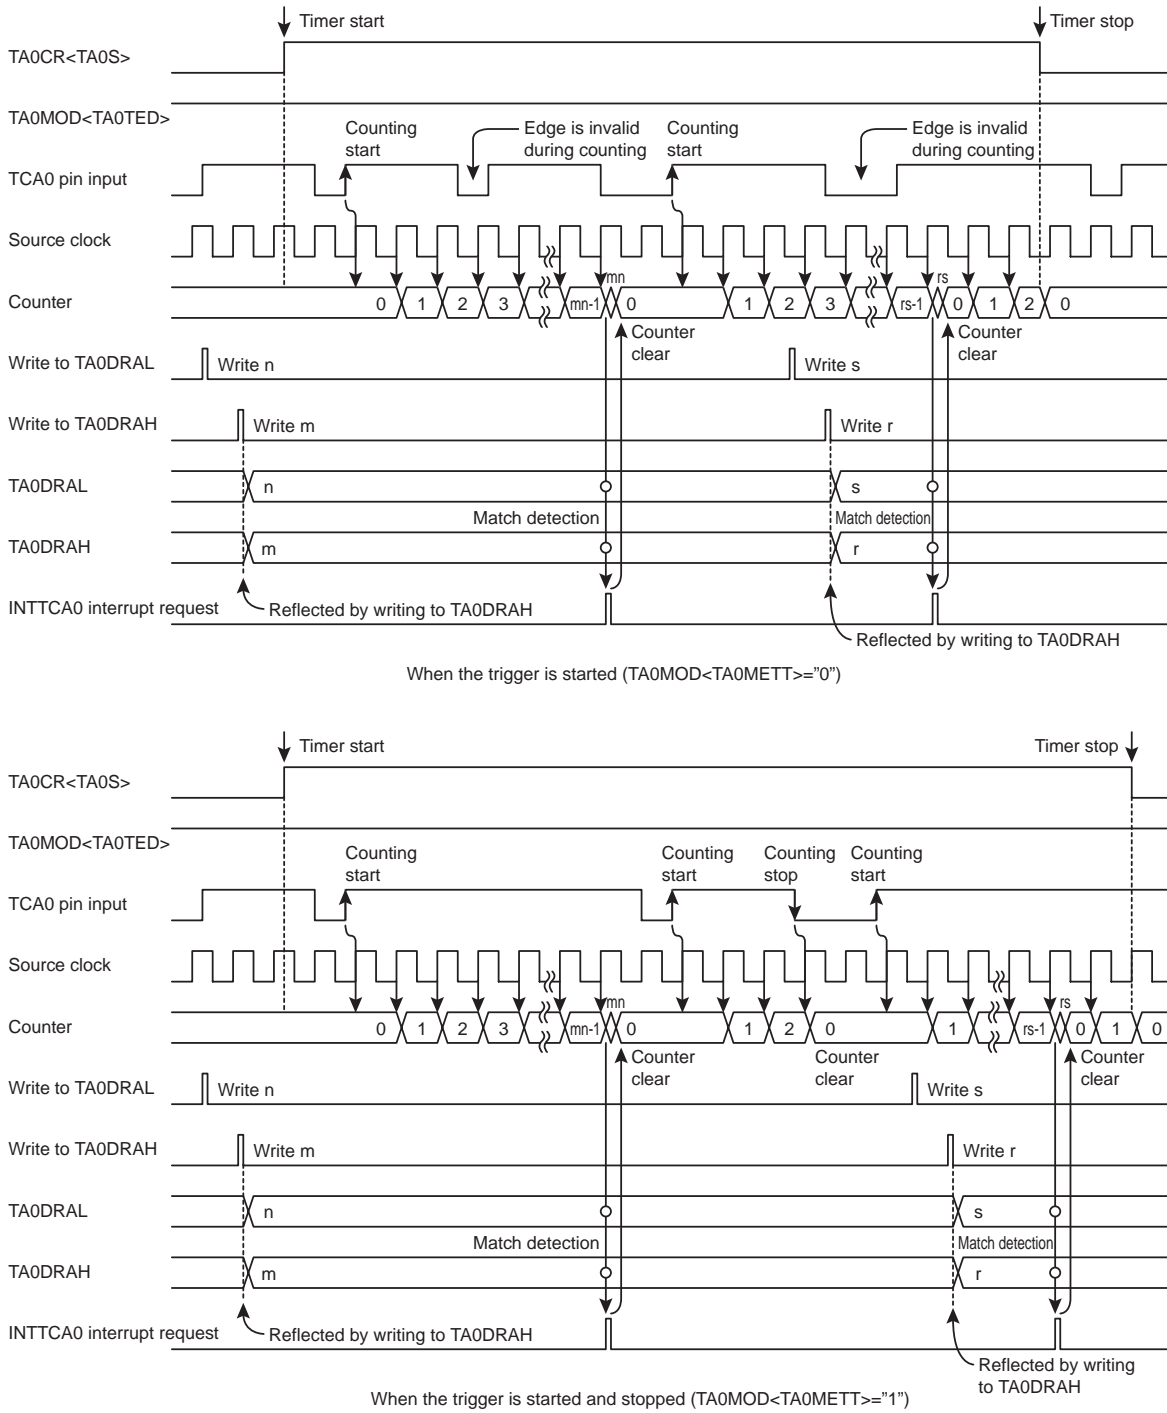 Timer start
Timer stop
TA0CR<TA0S>
TA0MOD<TA0TED>
Counting start
Edge is invalid during counting
Counting start
Edge is invalid during counting
TCA0 pin input
Source clock
mn
rs
Counter
0 1 2 3 mn-1 0 1 2 3 rs-1 0 1 2 0
Counter clear
Counter clear
Write to TA0DRAL
Write n
Write s
Write to TA0DRAH
Write m
Write r
TA0DRAL
n
s
Match detection
Match detection
TA0DRAH
m
r
INTTCA0 interrupt request
Reflected by writing to TA0DRAH
Reflected by writing to TA0DRAH
When the trigger is started (TA0MOD<TA0METT>=”0”)
Timer start
Timer stop
TA0CR<TA0S>
TA0MOD<TA0TED>
Counting start
Counting start
Counting stop
Counting start
TCA0 pin input
Source clock
mn
rs
Counter
0 1 2 3 mn-1 0 1 2 0 1 rs-1 0 1 0
Counter clear
Counter clear
Counter clear
Write to TA0DRAL
Write n
Write s
Write to TA0DRAH
Write m
Write r
TA0DRAL
n
s
Match detection
Match detection
TA0DRAH
m
r
INTTCA0 interrupt request
Reflected by writing to TA0DRAH
Reflected by writing
to TA0DRAH
When the trigger is started and stopped (TA0MOD<TA0METT>=”1”)